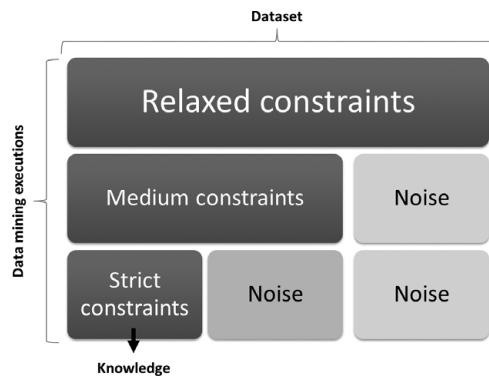 Dataset
Data mining executions
Relaxed constraints
Medium constraints
Noise
Strict
constraints
Noise
Noise
Knowledge